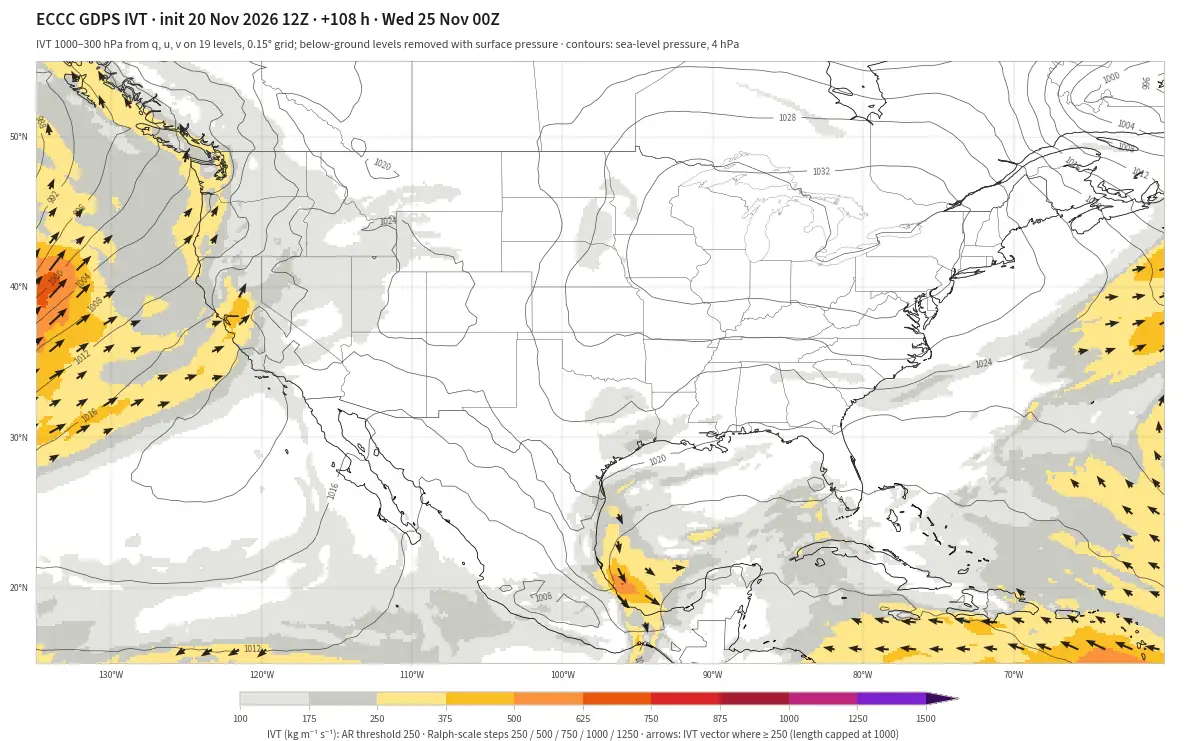 ECCC GDPS IVT · init 20 Nov 2026 12Z · +108 h · Wed 25 Nov 00Z
IVT 1000–300 hPa from q, u, v on 19 levels, 0.15° grid; below-ground levels removed with surface pressure · contours: sea-level pressure, 4 hPa
1000
996
1028
1004
50°N
1020
1032
1012
992
1024
40°N
1004
1008
1012
1024
1016
30°N
1020
1016
20°N
1008
1012
130°W
120°W
110°W
100°W
90°W
80°W
70°W
100
175
250
375
500
625
750
875
1000
1250
1500
IVT (kg m⁻¹ s⁻¹): AR threshold 250 · Ralph-scale steps 250 / 500 / 750 / 1000 / 1250 · arrows: IVT vector where ≥ 250 (length capped at 1000)